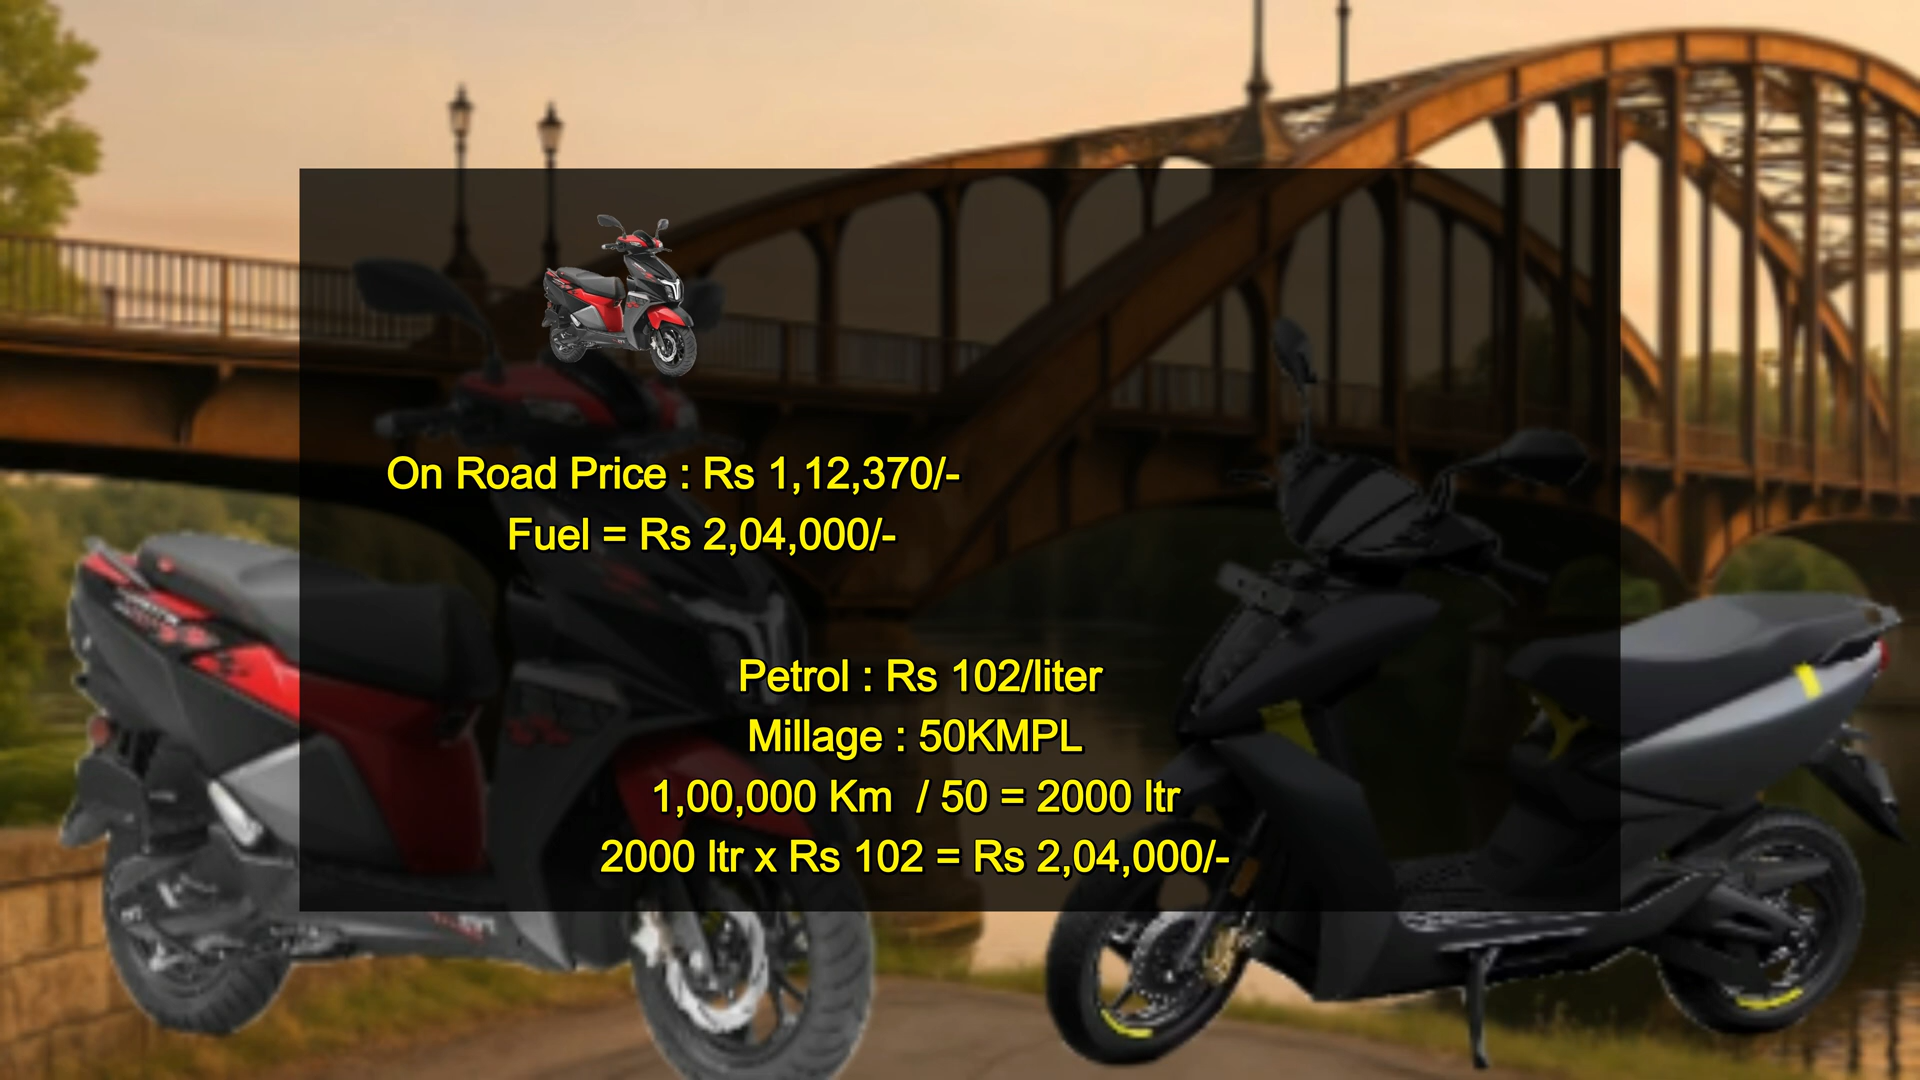 On Road Price : Rs 1,12,370/-
Fuel = Rs 2,04,000/-
Petrol : Rs 102/liter
Millage : 50KMPL
1,00,000 Km / 50 = 2000 ltr
2000 ltr x Rs 102 = Rs 2,04,000/-